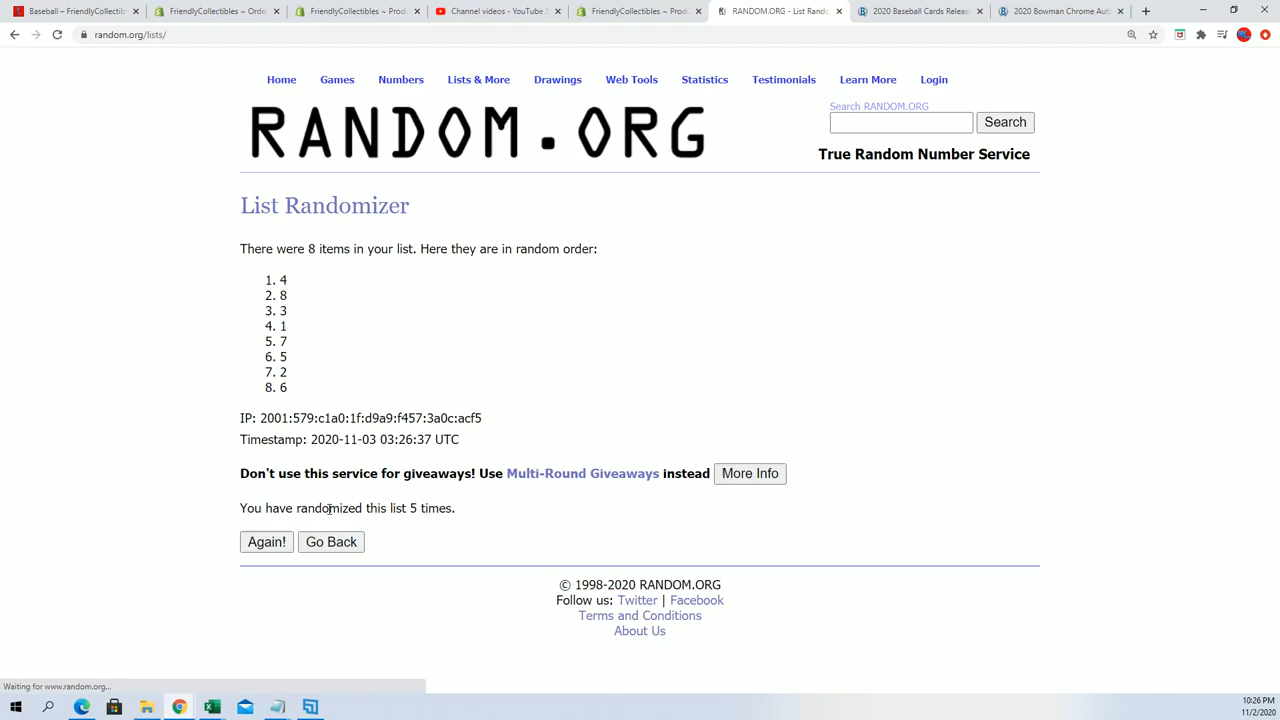 Baseball – FriendlyCollectib
FriendlyCollectibles ~ Orde
FriendlyCollectibles ~ Produ
Channel videos - YouTube S
FriendlyCollectibles ~ Produ
RANDOM.ORG - List Rando
2020 Baseball Cards Releas
2020 Bowman Chrome Auto
random.org/lists/
Home Games Numbers Lists & More Drawings Web Tools Statistics Testimonials Learn More Login
RANDOM.ORG
Search RANDOM.ORG
Search
True Random Number Service
List Randomizer
There were 8 items in your list. Here they are in random order:
1. 4
2. 8
3. 3
4. 1
5. 7
6. 5
7. 2
8. 6
IP: 2001:579:c1a0:1f:d9a9:f457:3a0c:acf5
Timestamp: 2020-11-03 03:26:37 UTC
Don't use this service for giveaways! Use Multi-Round Giveaways instead More Info
You have randomized this list 5 times.
Again! Go Back
© 1998-2020 RANDOM.ORG
Follow us: Twitter | Facebook
Terms and Conditions
About Us
Waiting for www.random.org...
10:26 PM
11/2/2020